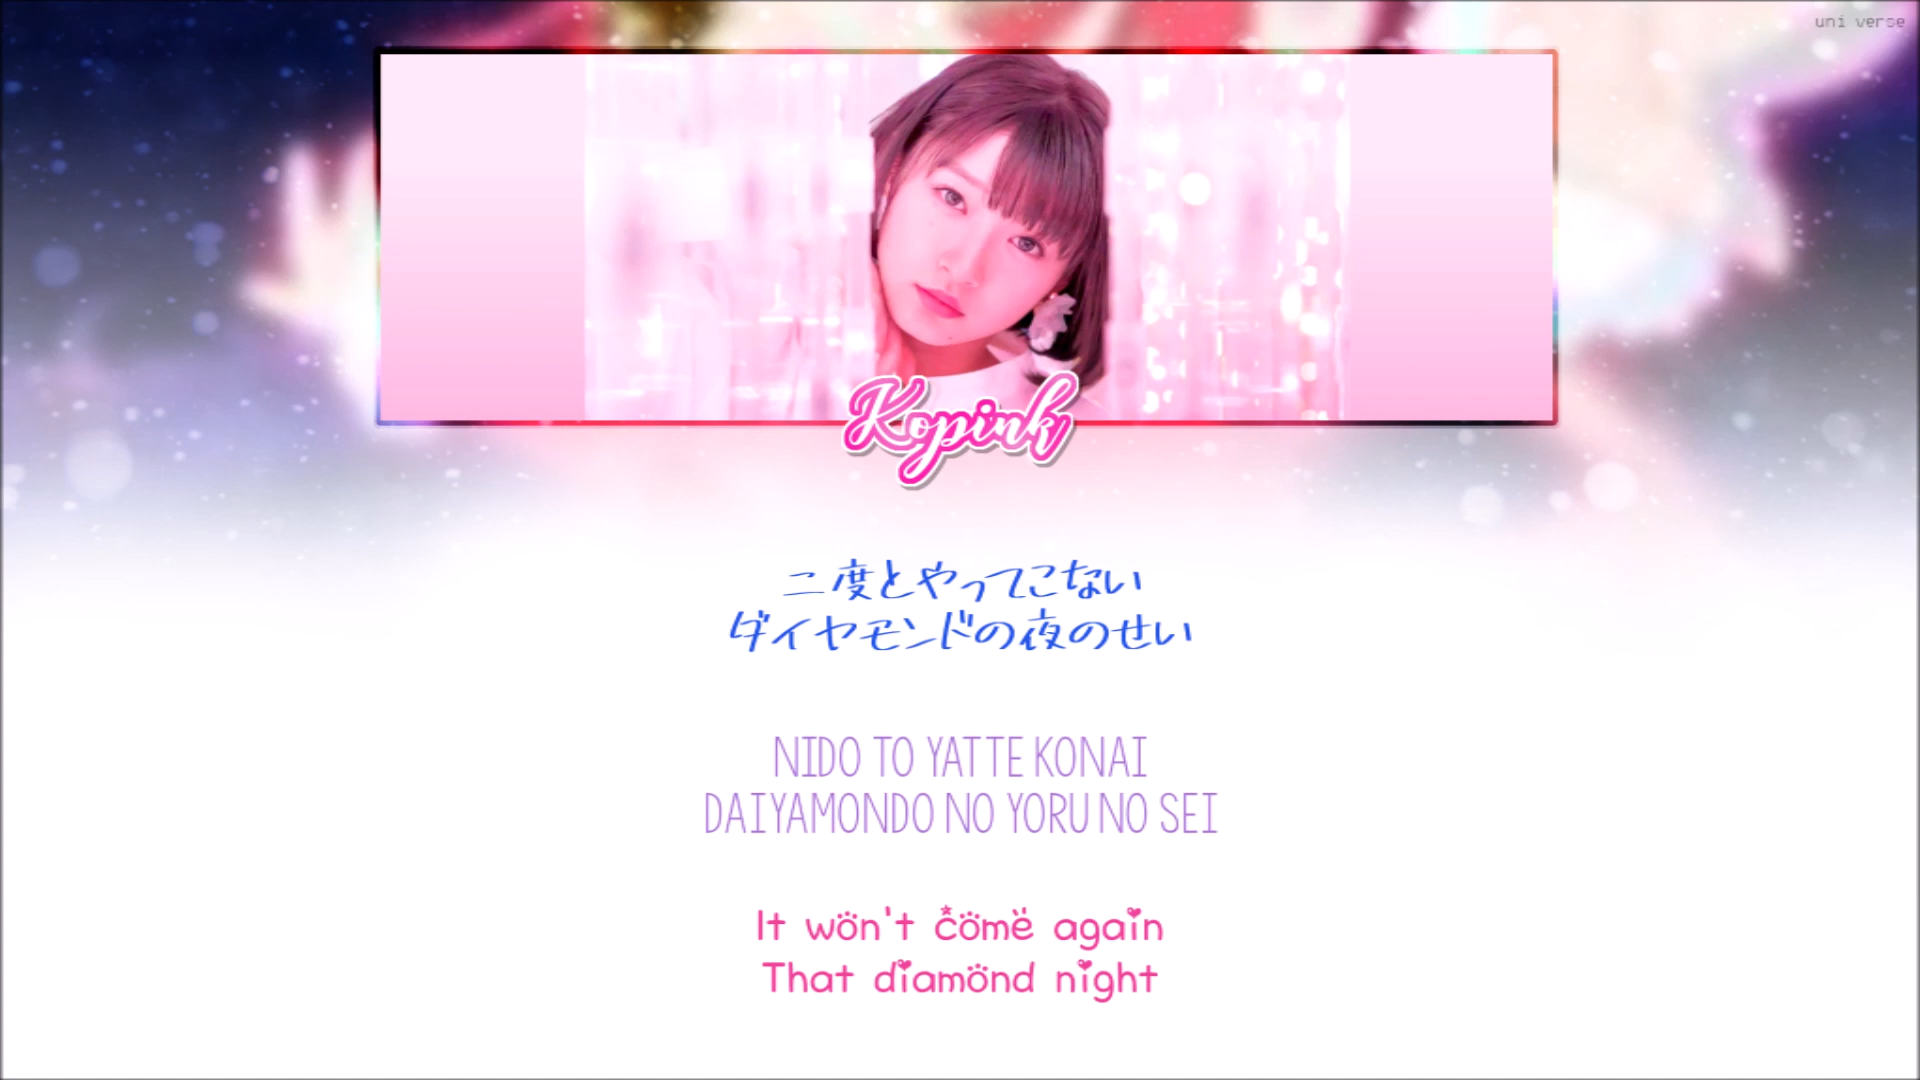 uni verse
Kopink
二度とやってこない
ダイヤモンドの夜のせい
NIDO TO YATTE KONAI
DAIYAMONDO NO YORU NO SEI
It won't come again
That diamond night